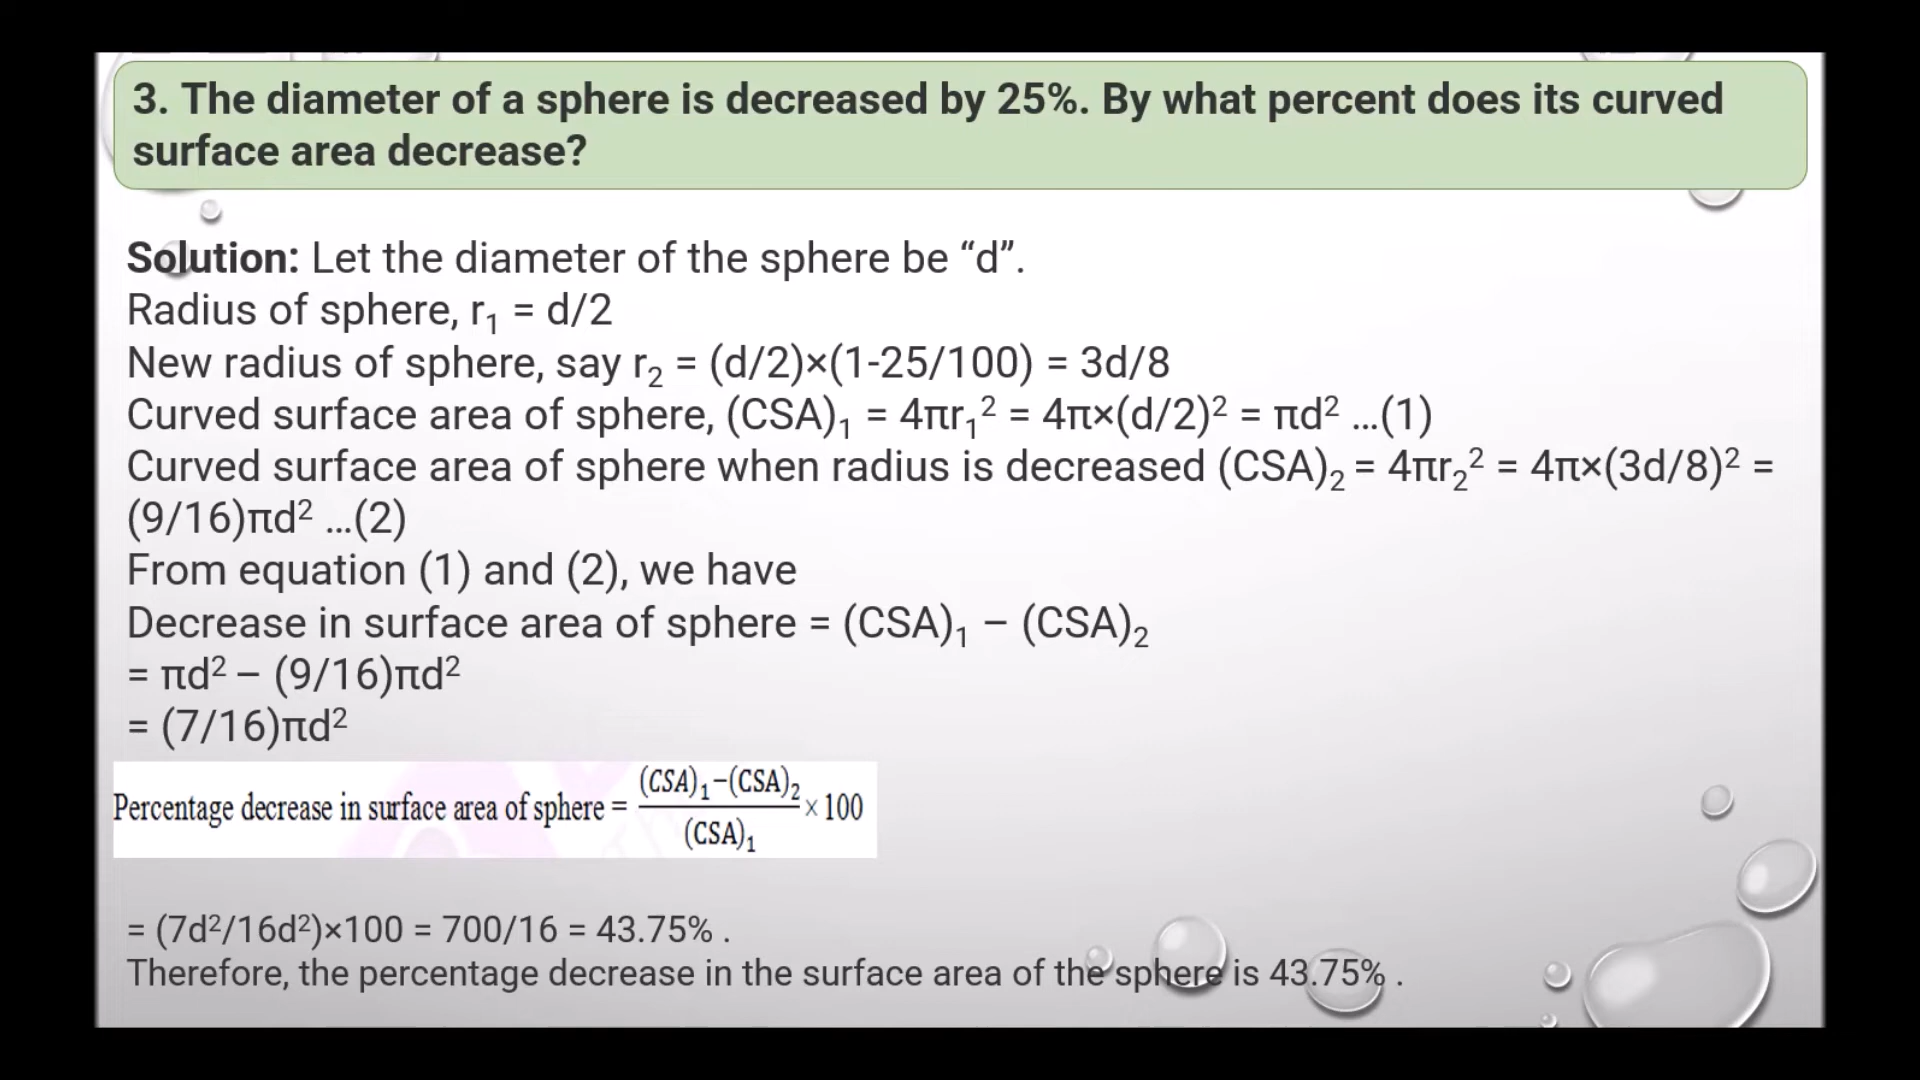 3. The diameter of a sphere is decreased by 25%. By what percent does its curved
surface area decrease?
Solution: Let the diameter of the sphere be “d”.
Radius of sphere, r₁ = d/2
New radius of sphere, say r₂ = (d/2)×(1-25/100) = 3d/8
Curved surface area of sphere, (CSA)₁ = 4πr₁² = 4π×(d/2)² = πd² …(1)
Curved surface area of sphere when radius is decreased (CSA)₂ = 4πr₂² = 4π×(3d/8)² =
(9/16)πd² …(2)
From equation (1) and (2), we have
Decrease in surface area of sphere = (CSA)₁ – (CSA)₂
= πd² – (9/16)πd²
= (7/16)πd²
Percentage decrease in surface area of sphere = ((CSA)₁−(CSA)₂)/(CSA)₁ × 100
= (7d²/16d²)×100 = 700/16 = 43.75% .
Therefore, the percentage decrease in the surface area of the sphere is 43.75% .